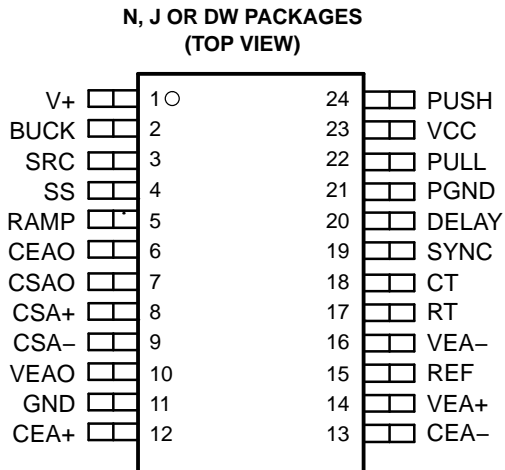 N, J OR DW PACKAGES
(TOP VIEW)
V+ 1 24 PUSH
BUCK 2 23 VCC
SRC 3 22 PULL
SS 4 21 PGND
RAMP 5 20 DELAY
CEAO 6 19 SYNC
CSAO 7 18 CT
CSA+ 8 17 RT
CSA− 9 16 VEA−
VEAO 10 15 REF
GND 11 14 VEA+
CEA+ 12 13 CEA−